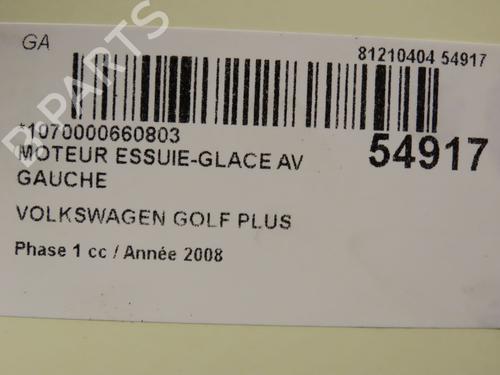 GA
81210404 54917
*1070000660803
54917
MOTEUR ESSUIE-GLACE AV
GAUCHE
VOLKSWAGEN GOLF PLUS
Phase 1 cc / Année 2008
B-PARTS